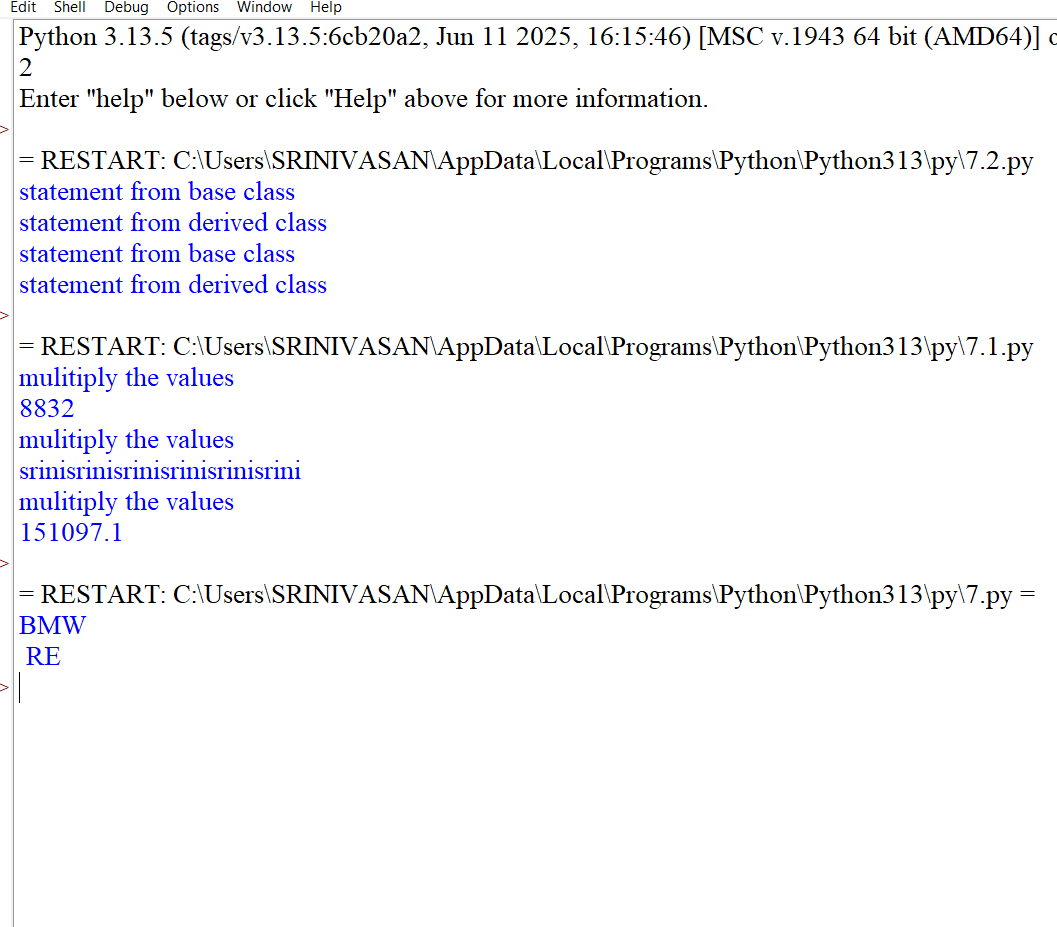 Edit Shell Debug Options Window Help
Python 3.13.5 (tags/v3.13.5:6cb20a2, Jun 11 2025, 16:15:46) [MSC v.1943 64 bit (AMD64)] o
2
Enter "help" below or click "Help" above for more information.
>
= RESTART: C:\Users\SRINIVASAN\AppData\Local\Programs\Python\Python313\py\7.2.py
statement from base class
statement from derived class
statement from base class
statement from derived class
>
= RESTART: C:\Users\SRINIVASAN\AppData\Local\Programs\Python\Python313\py\7.1.py
mulitiply the values
8832
mulitiply the values
srinisrinisrinisrinisrinisrini
mulitiply the values
151097.1
>
= RESTART: C:\Users\SRINIVASAN\AppData\Local\Programs\Python\Python313\py\7.py =
BMW
RE
>